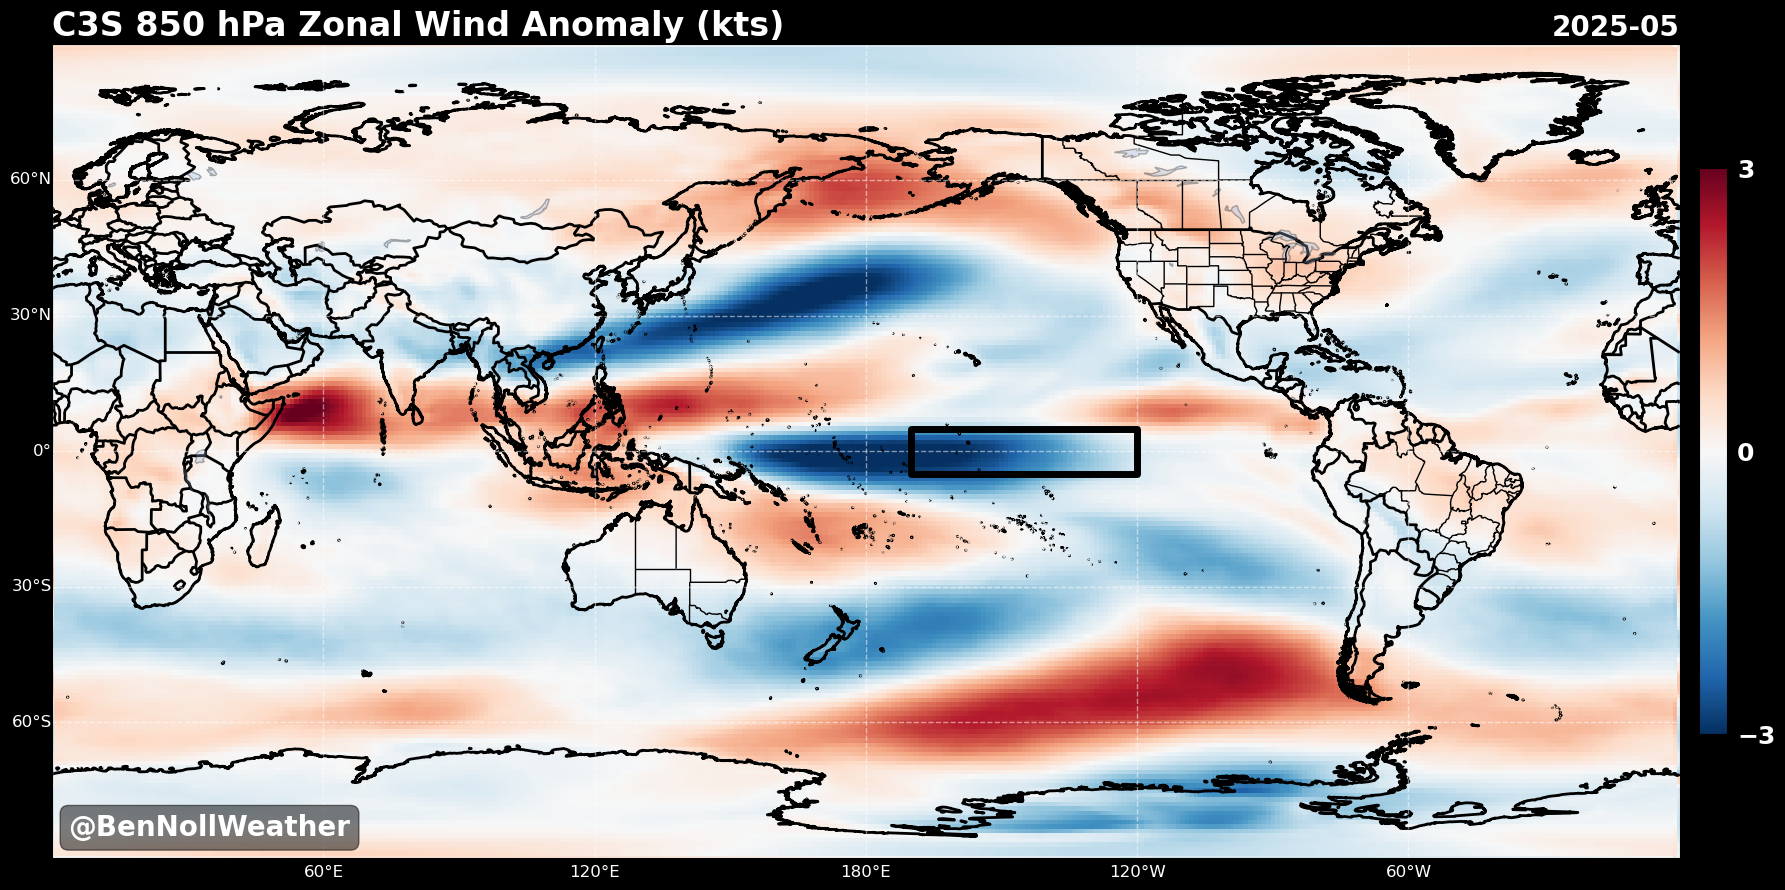 C3S 850 hPa Zonal Wind Anomaly (kts)
2025-05
60°N
30°N
0°
30°S
60°S
3
0
−3
@BenNollWeather
60°E
120°E
180°E
120°W
60°W